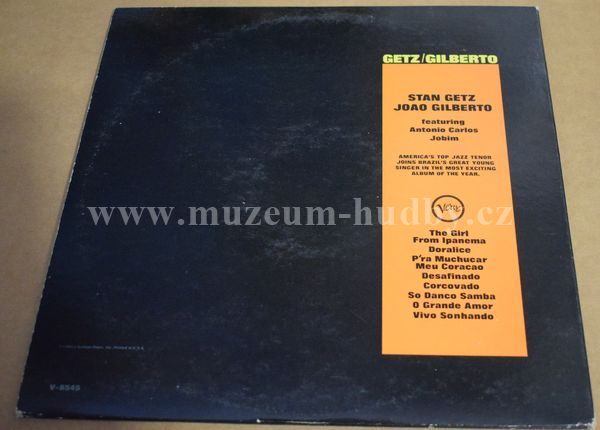 GETZ/GILBERTO
STAN GETZ
JOAO GILBERTO
featuring
Antonio Carlos
Jobim
AMERICA'S TOP JAZZ TENOR
JOINS BRAZIL'S GREAT YOUNG
SINGER IN THE MOST EXCITING
ALBUM OF THE YEAR.
Verve
www.muzeum-hudby.cz
The Girl
From Ipanema
Doralice
P'ra Muchucar
Meu Coracao
Desafinado
Corcovado
So Danco Samba
O Grande Amor
Vivo Sonhando
V-8545